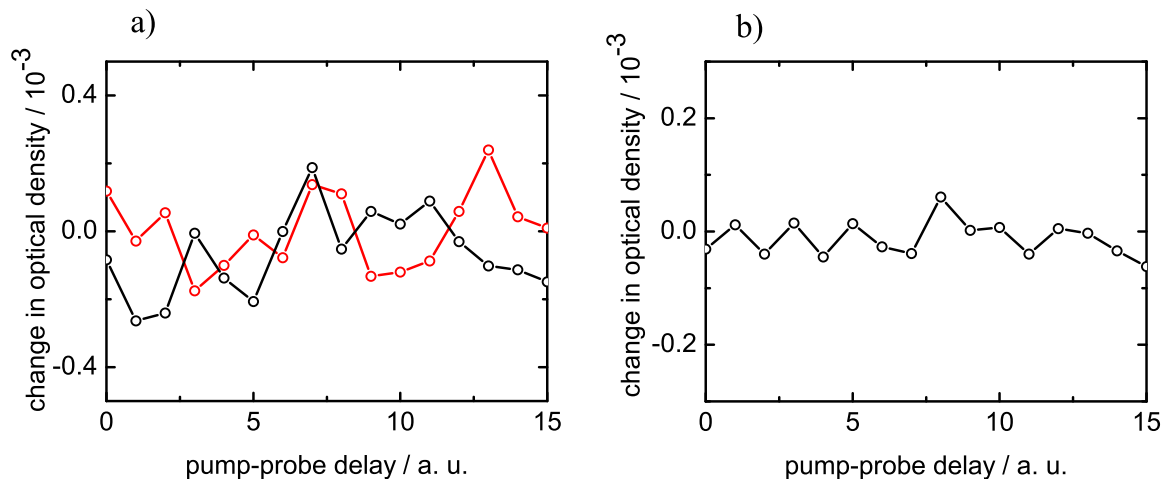 a)
change in optical density / 10^-3
0.4
0.0
-0.4
0
5
10
15
pump-probe delay / a. u.
b)
change in optical density / 10^-3
0.2
0.0
-0.2
0
5
10
15
pump-probe delay / a. u.